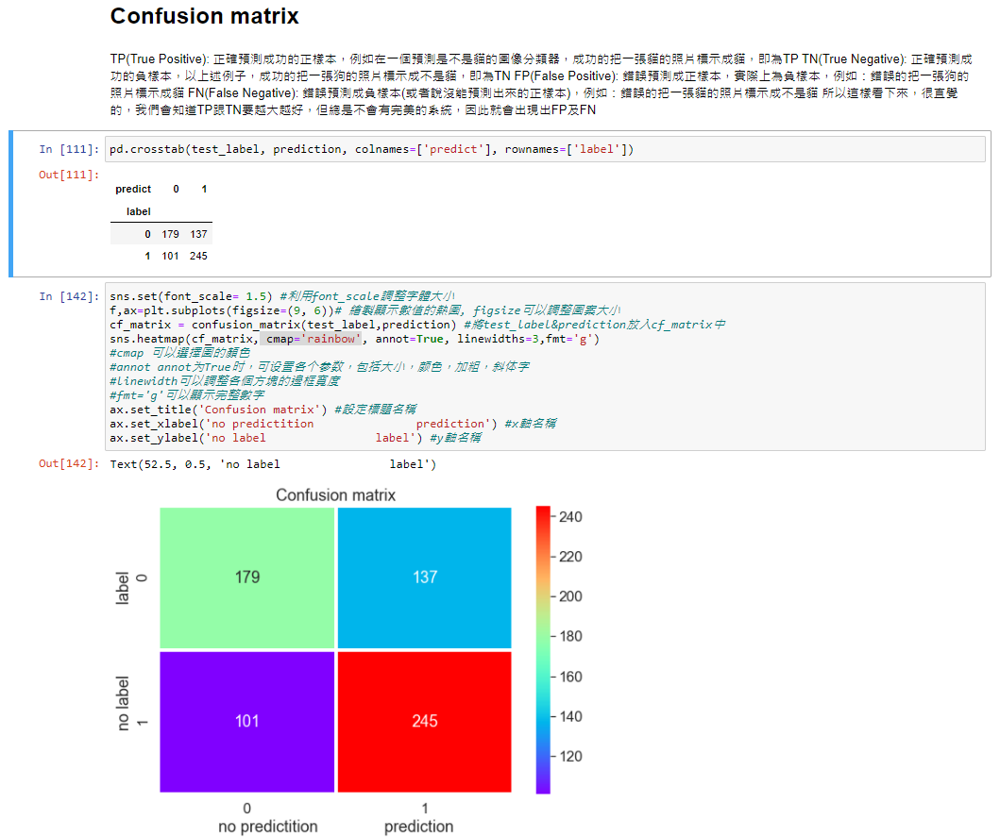 Confusion matrix
TP(True Positive): 正確預測成功的正樣本，例如在一個預測是不是貓的圖像分類器，成功的把一張貓的照片標示成貓，即為TP TN(True Negative): 正確預測成
功的負樣本，以上述例子，成功的把一張狗的照片標示成不是貓，即為TN FP(False Positive): 錯誤預測成正樣本，實際上為負樣本，例如：錯誤的把一張狗的
照片標示成貓 FN(False Negative): 錯誤預測成負樣本(或者說沒能預測出來的正樣本)，例如：錯誤的把一張貓的照片標示成不是貓 所以這樣看下來，很直覺
的，我們會知道TP跟TN要越大越好，但總是不會有完美的系統，因此就會出現出FP及FN
In [111]: pd.crosstab(test_label, prediction, colnames=['predict'], rownames=['label'])
Out[111]:
predict 0 1
label
0 179 137
1 101 245
In [142]: sns.set(font_scale= 1.5) #利用font_scale調整字體大小
f,ax=plt.subplots(figsize=(9, 6))# 繪製顯示數值的熱圖, figsize可以調整圖案大小
cf_matrix = confusion_matrix(test_label,prediction) #將test_label&prediction放入cf_matrix中
sns.heatmap(cf_matrix, cmap='rainbow', annot=True, linewidths=3,fmt='g')
#cmap 可以選擇圖的顏色
#annot annot为True时，可设置各个参数，包括大小，颜色，加粗，斜体字
#linewidth可以調整各個方塊的邊框寬度
#fmt='g'可以顯示完整數字
ax.set_title('Confusion matrix') #設定標題名稱
ax.set_xlabel('no predictition               prediction') #x軸名稱
ax.set_ylabel('no label                label') #y軸名稱
Out[142]: Text(52.5, 0.5, 'no label                label')
Confusion matrix
179 137
101 245
label
0
no label
1
0 1
no predictition prediction
240
220
200
180
160
140
120